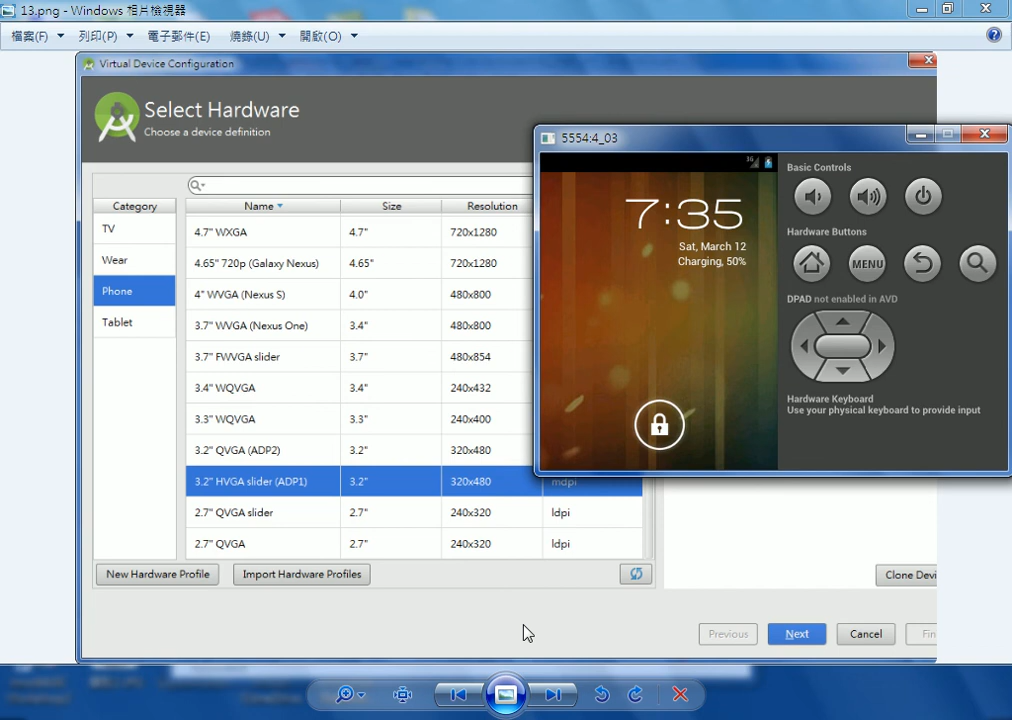 13.png - Windows 相片檢視器
檔案(F) 列印(P) 電子郵件(E) 燒錄(U) 開啟(O)
Virtual Device Configuration
Select Hardware
Choose a device definition
Category Name Size Resolution
TV
Wear
Phone
Tablet
4.7" WXGA 4.7" 720x1280
4.65" 720p (Galaxy Nexus) 4.65" 720x1280
4" WVGA (Nexus S) 4.0" 480x800
3.7" WVGA (Nexus One) 3.4" 480x800
3.7" FWVGA slider 3.7" 480x854
3.4" WQVGA 3.4" 240x432
3.3" WQVGA 3.3" 240x400
3.2" QVGA (ADP2) 3.2" 320x480
3.2" HVGA slider (ADP1) 3.2" 320x480 mdpi
2.7" QVGA slider 2.7" 240x320 ldpi
2.7" QVGA 2.7" 240x320 ldpi
New Hardware Profile Import Hardware Profiles
Clone Devi
Previous Next Cancel Fin
5554:4_03
3G
7:35
Sat, March 12
Charging, 50%
Basic Controls
Hardware Buttons
MENU
DPAD not enabled in AVD
Hardware Keyboard
Use your physical keyboard to provide input